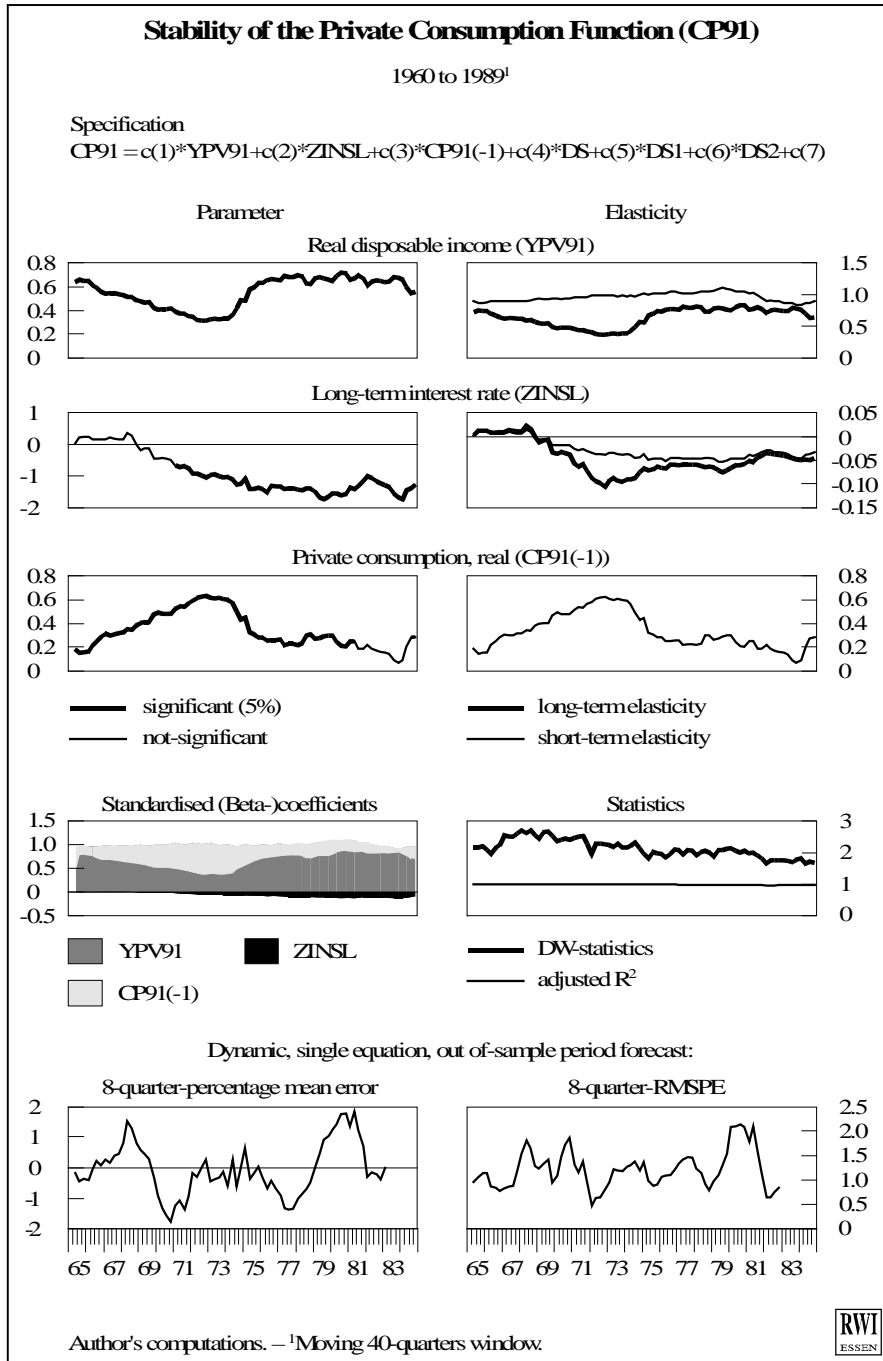 Stability of the Private Consumption Function (CP91)
1960 to 1989¹
Specification
CP91 = c(1)*YPV91+c(2)*ZINSL+c(3)*CP91(-1)+c(4)*DS+c(5)*DS1+c(6)*DS2+c(7)
Parameter Elasticity
Real disposable income (YPV91)
0.8 1.5
0.6 1.0
0.4
0.2 0.5
0 0
Long-term interest rate (ZINSL)
1 0.05
0 0
-1 -0.05
-0.10
-2 -0.15
Private consumption, real (CP91(-1))
0.8 0.8
0.6 0.6
0.4 0.4
0.2 0.2
0 0
significant (5%) long-term elasticity
not-significant short-term elasticity
Standardised (Beta-)coefficients Statistics
1.5 3
1.0 2
0.5
0 1
-0.5 0
YPV91 ZINSL DW-statistics
CP91(-1) adjusted R²
Dynamic, single equation, out of-sample period forecast:
8-quarter-percentage mean error 8-quarter-RMSPE
2 2.5
1 2.0
0 1.5
1.0
-1 0.5
-2 0
65 67 69 71 73 75 77 79 81 83 65 67 69 71 73 75 77 79 81 83
Author's computations. – ¹Moving 40-quarters window.
RWI
ESSEN